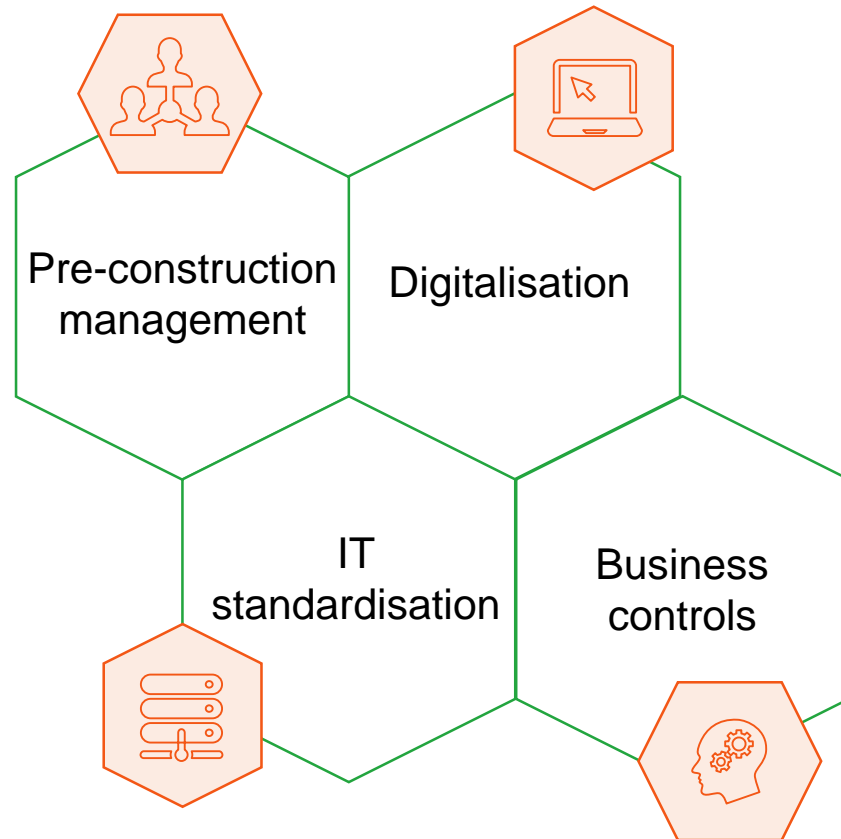 Pre-construction
management
Digitalisation
IT
standardisation
Business
controls